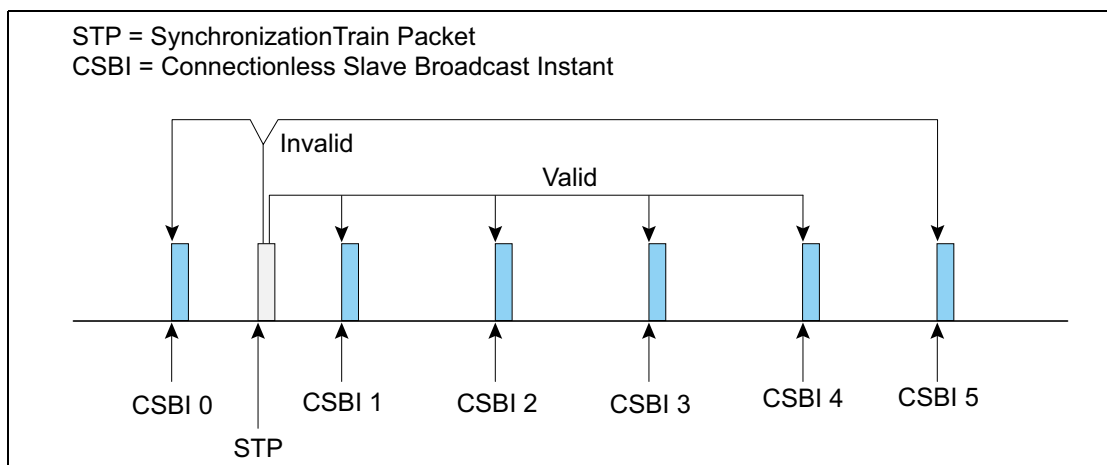 STP = SynchronizationTrain Packet
CSBI = Connectionless Slave Broadcast Instant
Invalid
Valid
CSBI 0
CSBI 1
CSBI 2
CSBI 3
CSBI 4
CSBI 5
STP